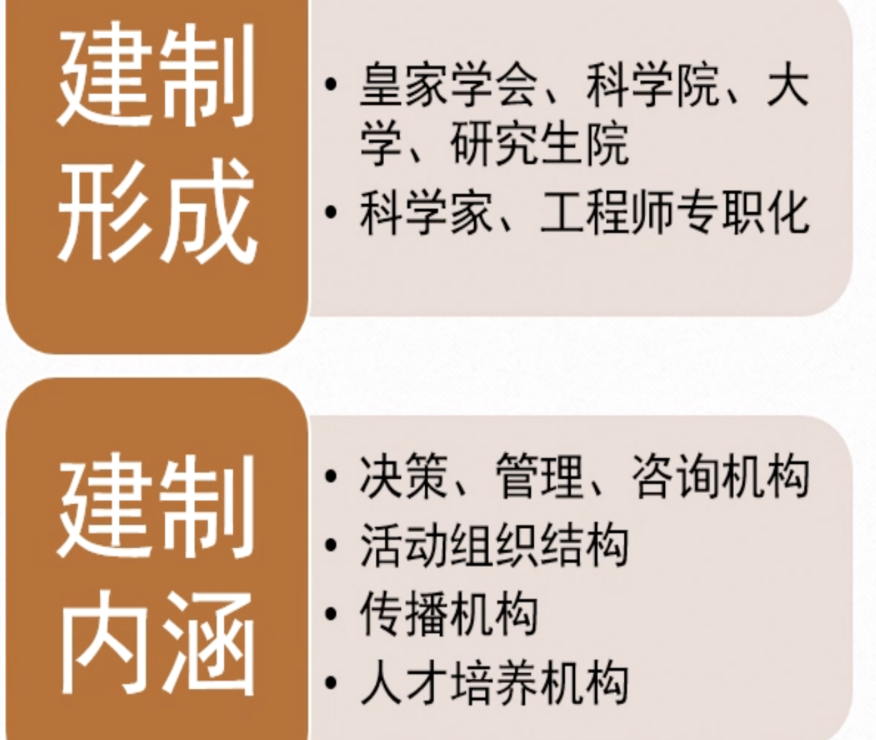 建制
形成
• 皇家学会、科学院、大
学、研究生院
• 科学家、工程师专职化
建制
内涵
• 决策、管理、咨询机构
• 活动组织结构
• 传播机构
• 人才培养机构